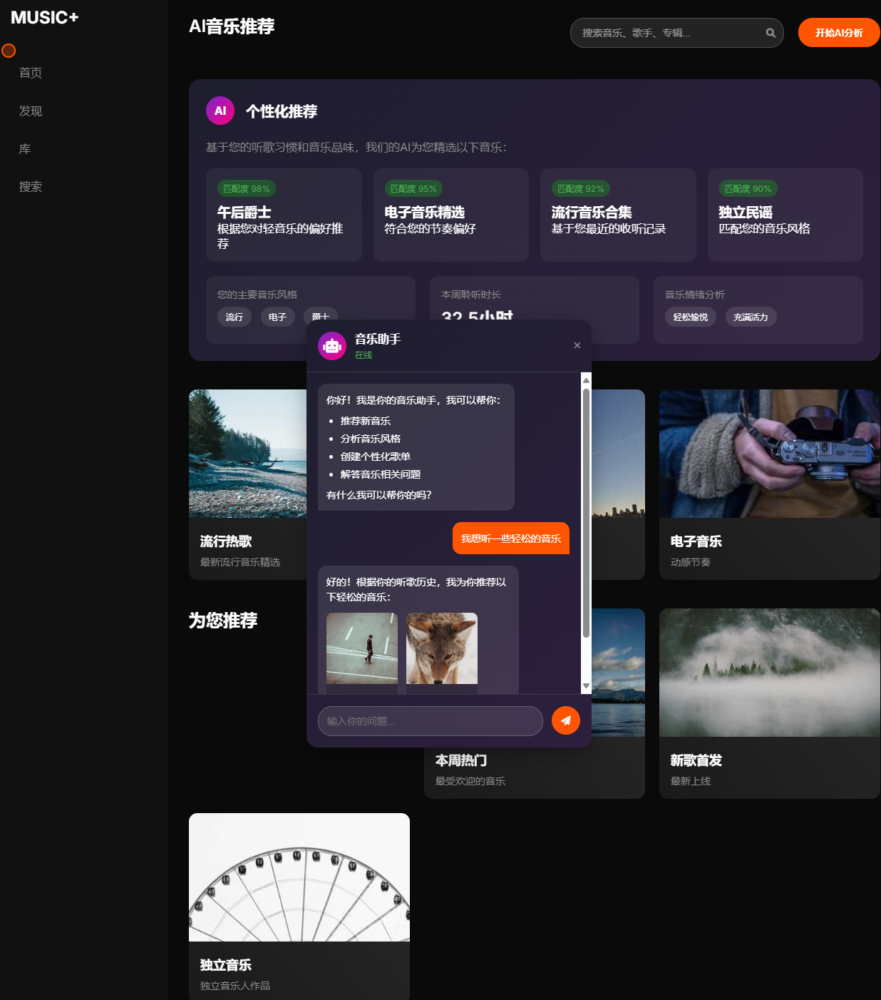 MUSIC+
首页
发现
库
搜索
AI音乐推荐
搜索音乐、歌手、专辑...
开始AI分析
AI
个性化推荐
基于您的听歌习惯和音乐品味，我们的AI为您精选以下音乐：
匹配度 98%
午后爵士
根据您对轻音乐的偏好推
荐
匹配度 95%
电子音乐精选
符合您的节奏偏好
匹配度 92%
流行音乐合集
基于您最近的收听记录
匹配度 90%
独立民谣
匹配您的音乐风格
您的主要音乐风格
流行
电子
爵士
本周聆听时长
32.5小时
音乐情绪分析
轻松愉悦
充满活力
音乐助手
在线
×
你好！我是你的音乐助手，我可以帮你：
• 推荐新音乐
• 分析音乐风格
• 创建个性化歌单
• 解答音乐相关问题
有什么我可以帮你的吗？
我想听一些轻松的音乐
好的！根据你的听歌历史，我为你推荐以
下轻松的音乐：
输入你的问题...
流行热歌
最新流行音乐精选
电子音乐
动感节奏
为您推荐
本周热门
最受欢迎的音乐
新歌首发
最新上线
独立音乐
独立音乐人作品